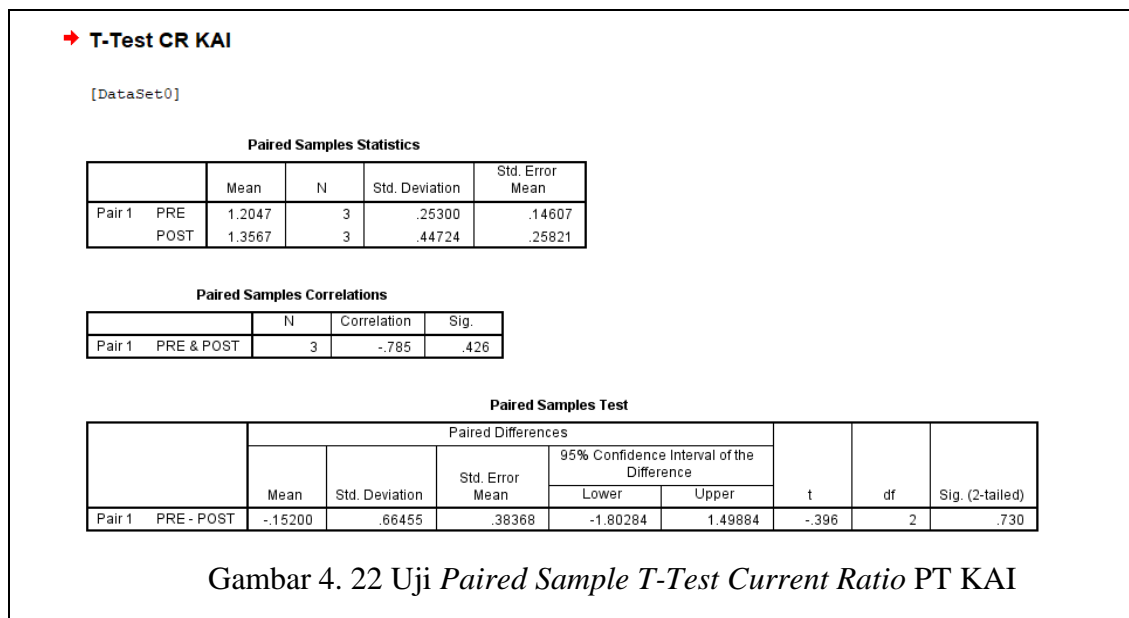 T-Test CR KAI
[DataSet0]
Paired Samples Statistics
Mean N Std. Deviation Std. Error Mean
Pair 1 PRE 1.2047 3 .25300 .14607
POST 1.3567 3 .44724 .25821
Paired Samples Correlations
N Correlation Sig.
Pair 1 PRE & POST 3 -.785 .426
Paired Samples Test
Paired Differences
95% Confidence Interval of the Difference
Mean Std. Deviation Std. Error Mean Lower Upper t df Sig. (2-tailed)
Pair 1 PRE - POST -.15200 .66455 .38368 -1.80284 1.49884 -.396 2 .730
Gambar 4. 22 Uji Paired Sample T-Test Current Ratio PT KAI